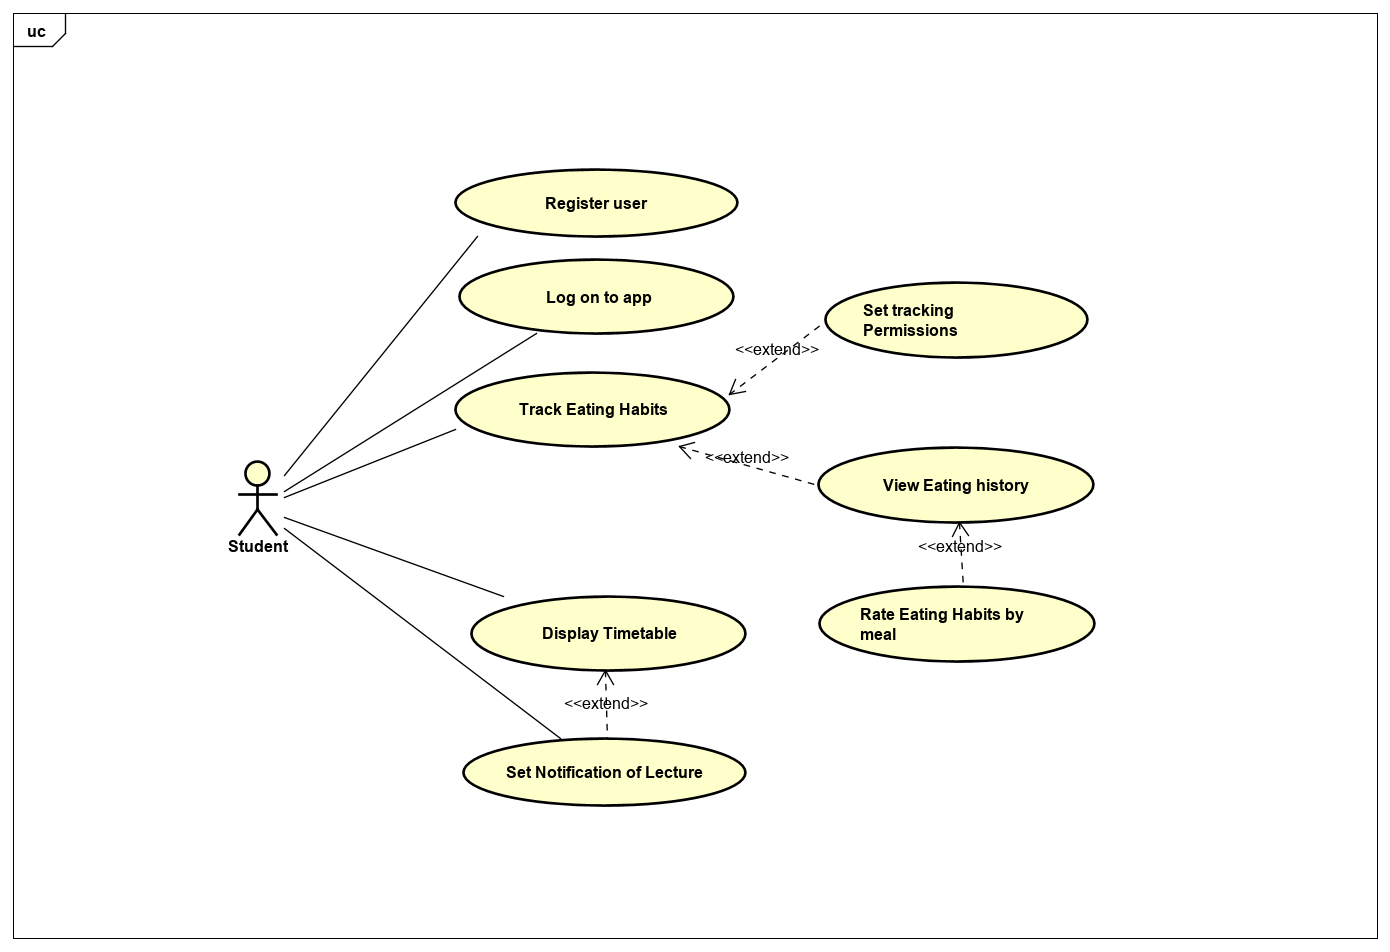 uc
Register user
Log on to app
Set tracking
Permissions
<<extend>>
Track Eating Habits
<<extend>>
View Eating history
<<extend>>
Student
Rate Eating Habits by
meal
Display Timetable
<<extend>>
Set Notification of Lecture